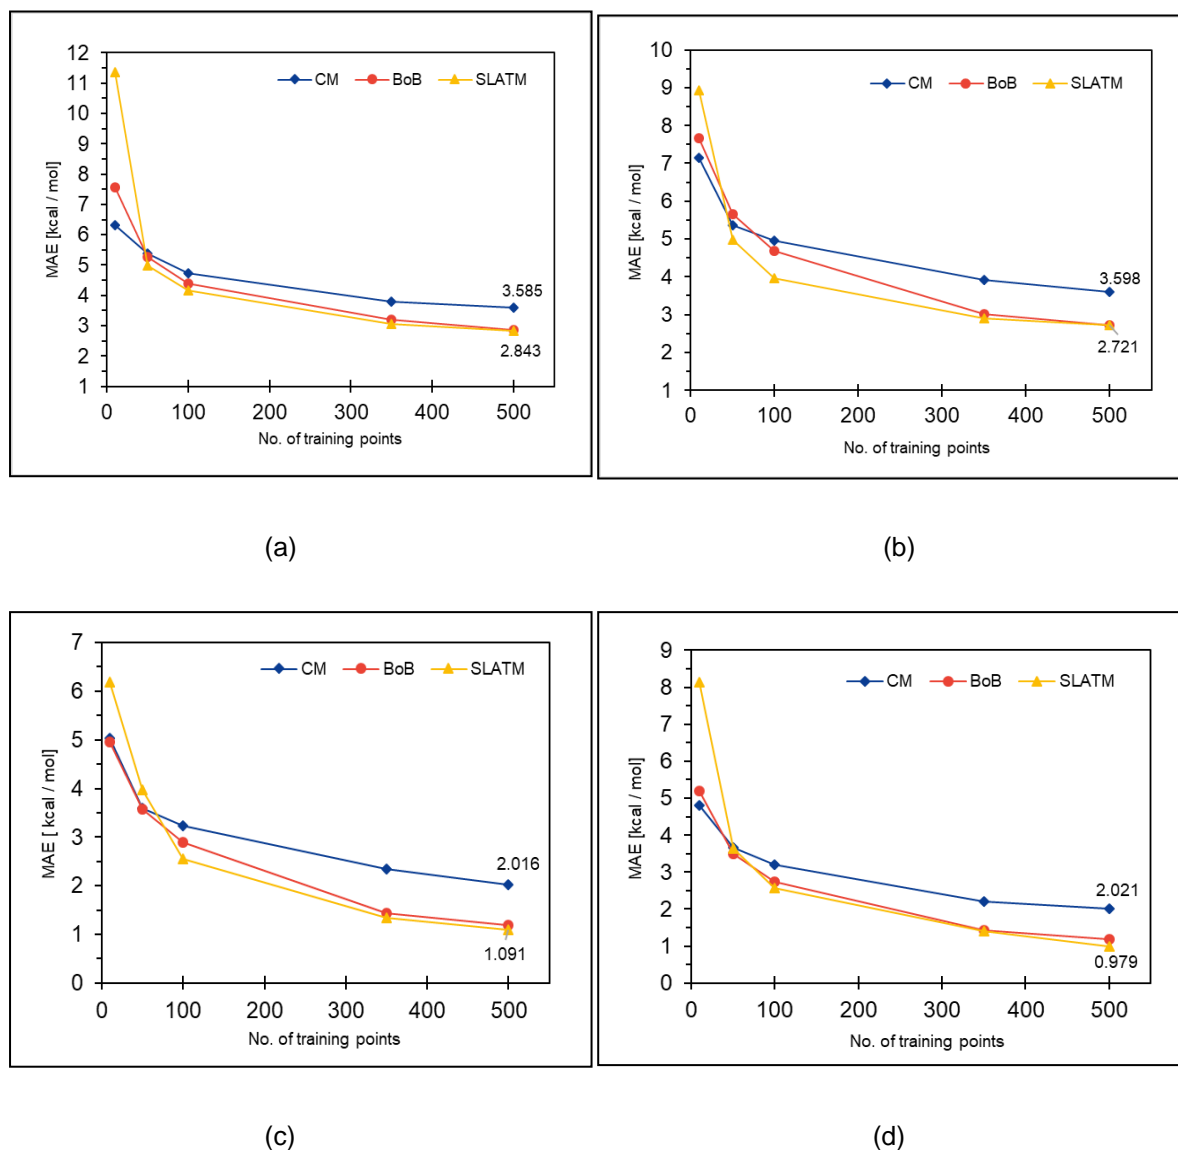 CM BoB SLATM
12
11
10
9
8
7
6
5
4
3
2
1
MAE [kcal / mol]
3.585
2.843
0 100 200 300 400 500
No. of training points
(a)
CM BoB SLATM
10
9
8
7
6
5
4
3
2
1
MAE [kcal / mol]
3.598
2.721
0 100 200 300 400 500
No. of training points
(b)
CM BoB SLATM
7
6
5
4
3
2
1
0
MAE [ kcal / mol]
2.016
1.091
0 100 200 300 400 500
No. of training points
(c)
CM BoB SLATM
9
8
7
6
5
4
3
2
1
0
MAE [kcal / mol]
2.021
0.979
0 100 200 300 400 500
No. of training points
(d)